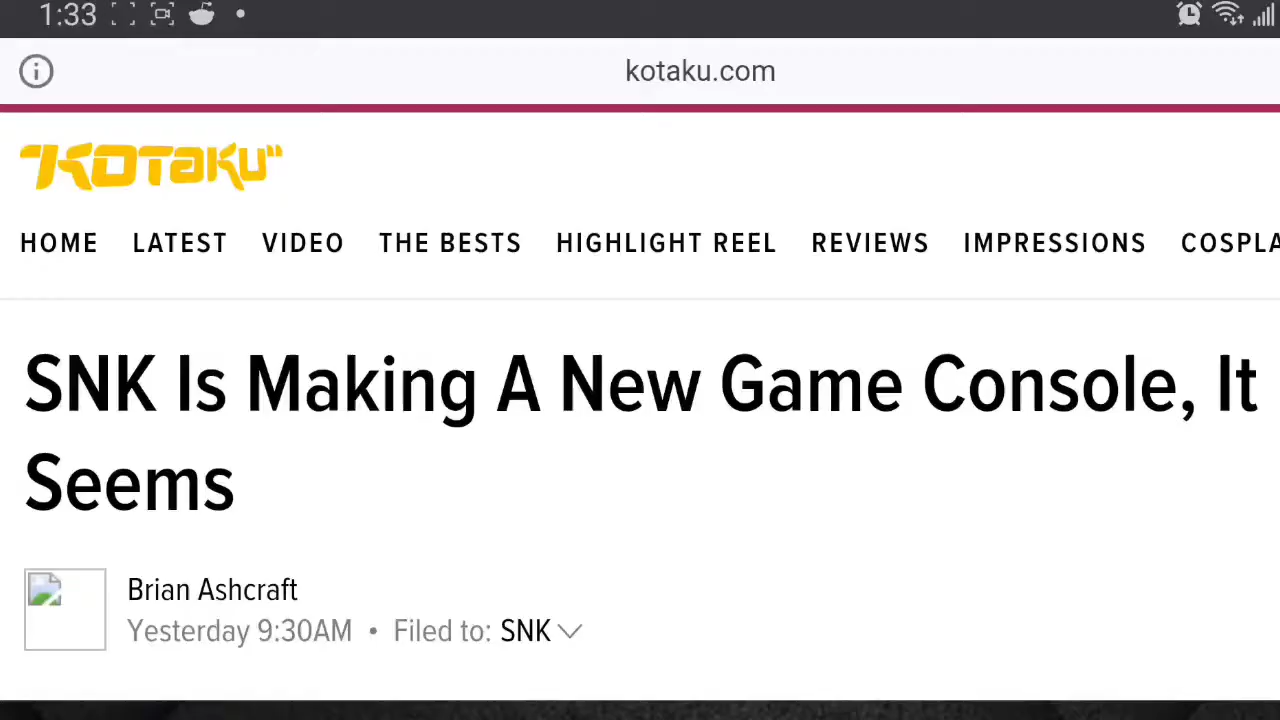 1:33
kotaku.com
"KOTAKU"
HOME LATEST VIDEO THE BESTS HIGHLIGHT REEL REVIEWS IMPRESSIONS COSPLA
SNK Is Making A New Game Console, It
Seems
Brian Ashcraft
Yesterday 9:30AM • Filed to: SNK